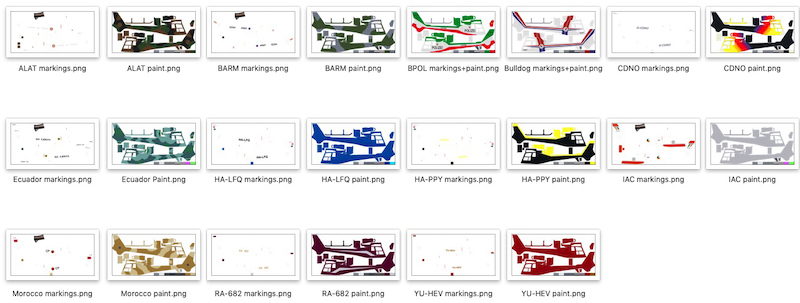 ALAT markings.png
ALAT paint.png
BARM markings.png
BARM paint.png
BPOL markings+paint.png
Bulldog markings+paint.png
CDNO markings.png
CDNO paint.png
Ecuador markings.png
Ecuador Paint.png
HA-LFQ markings.png
HA-LFQ paint.png
HA-PPY markings.png
HA-PPY paint.png
IAC markings.png
IAC paint.png
Morocco markings.png
Morocco paint.png
RA-682 markings.png
RA-682 paint.png
YU-HEV markings.png
YU-HEV paint.png